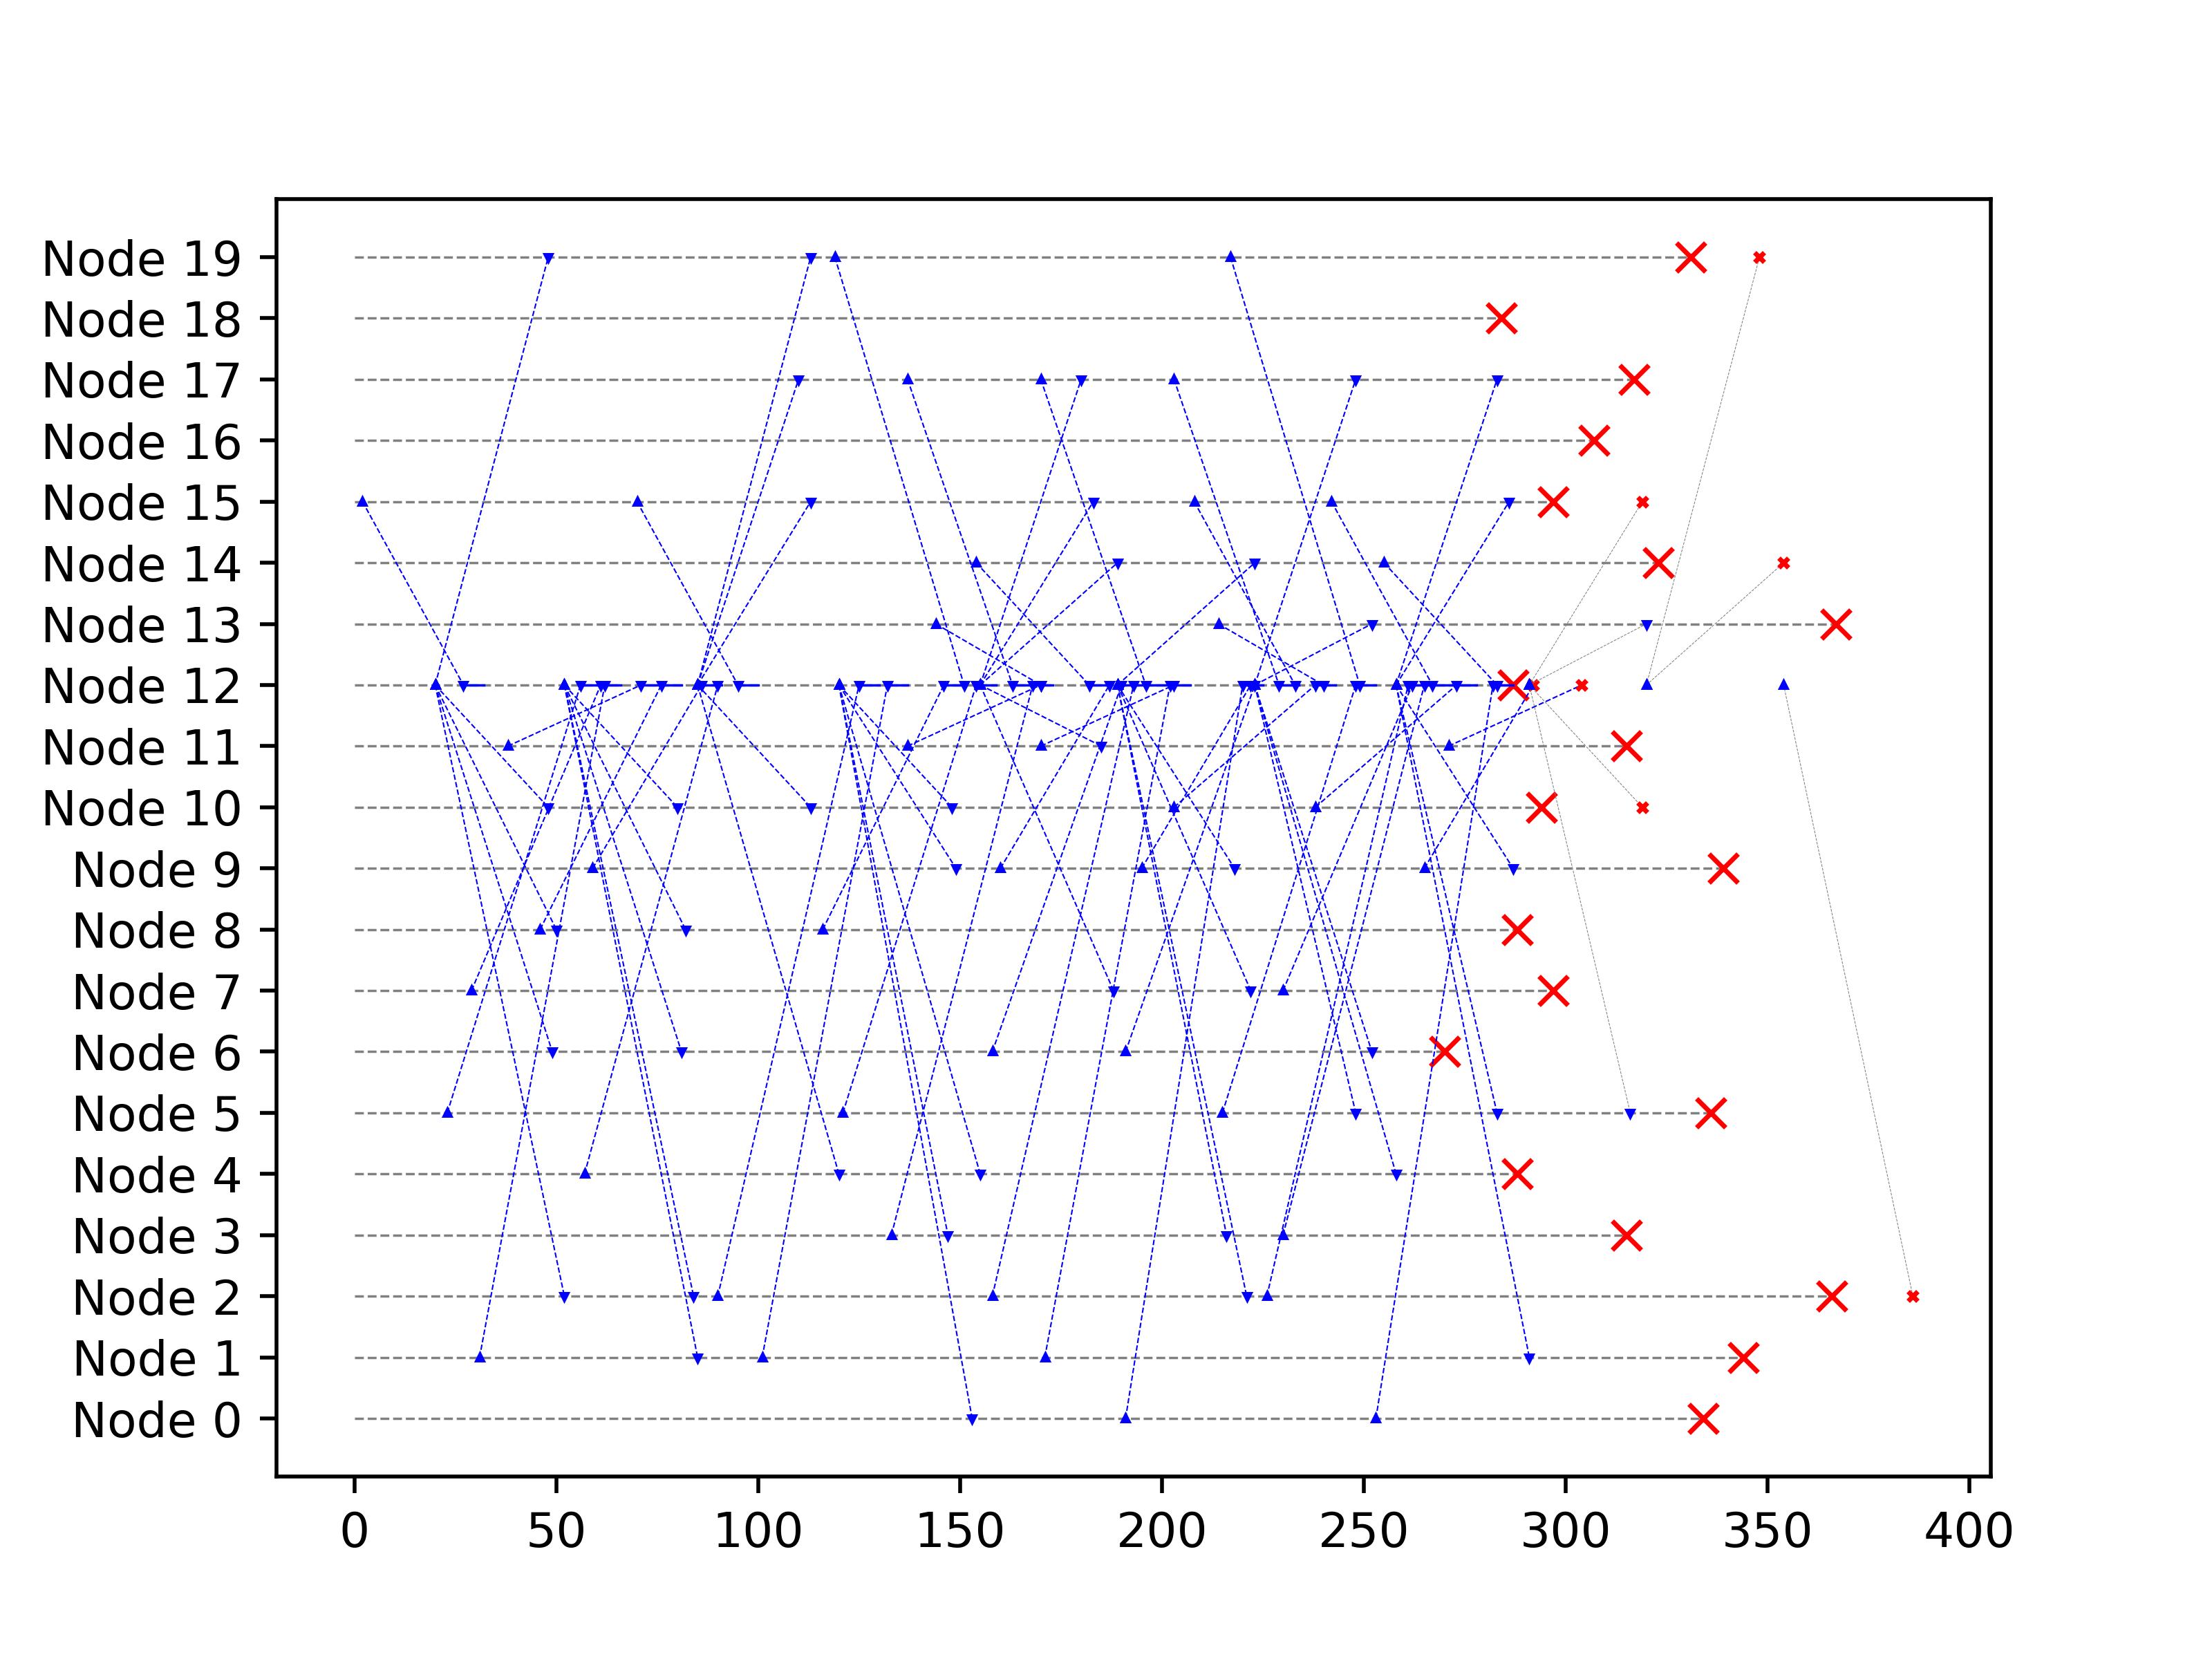 Node 19
Node 18
Node 17
Node 16
Node 15
Node 14
Node 13
Node 12
Node 11
Node 10
Node 9
Node 8
Node 7
Node 6
Node 5
Node 4
Node 3
Node 2
Node 1
Node 0
0 50 100 150 200 250 300 350 400